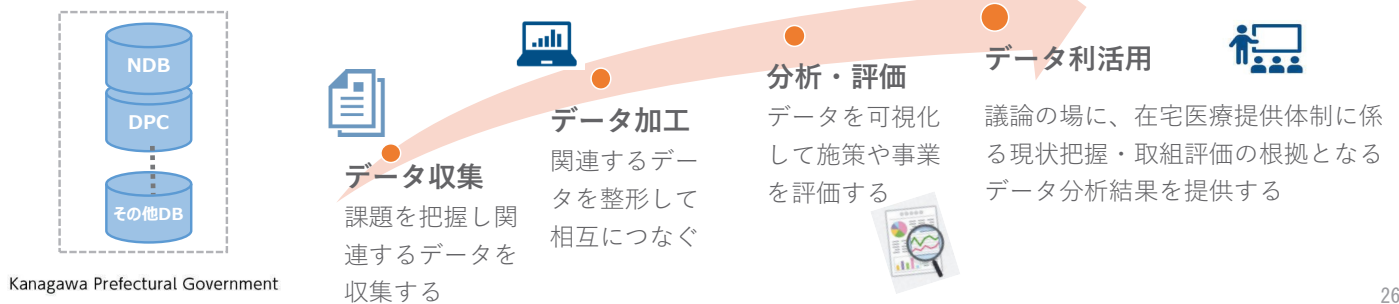 NDB
DPC
その他DB
Kanagawa Prefectural Government
データ収集
課題を把握し関
連するデータを
収集する
データ加工
関連するデー
タを整形して
相互につなぐ
分析・評価
データを可視化
して施策や事業
を評価する
データ利活用
議論の場に、在宅医療提供体制に係
る現状把握・取組評価の根拠となる
データ分析結果を提供する
26